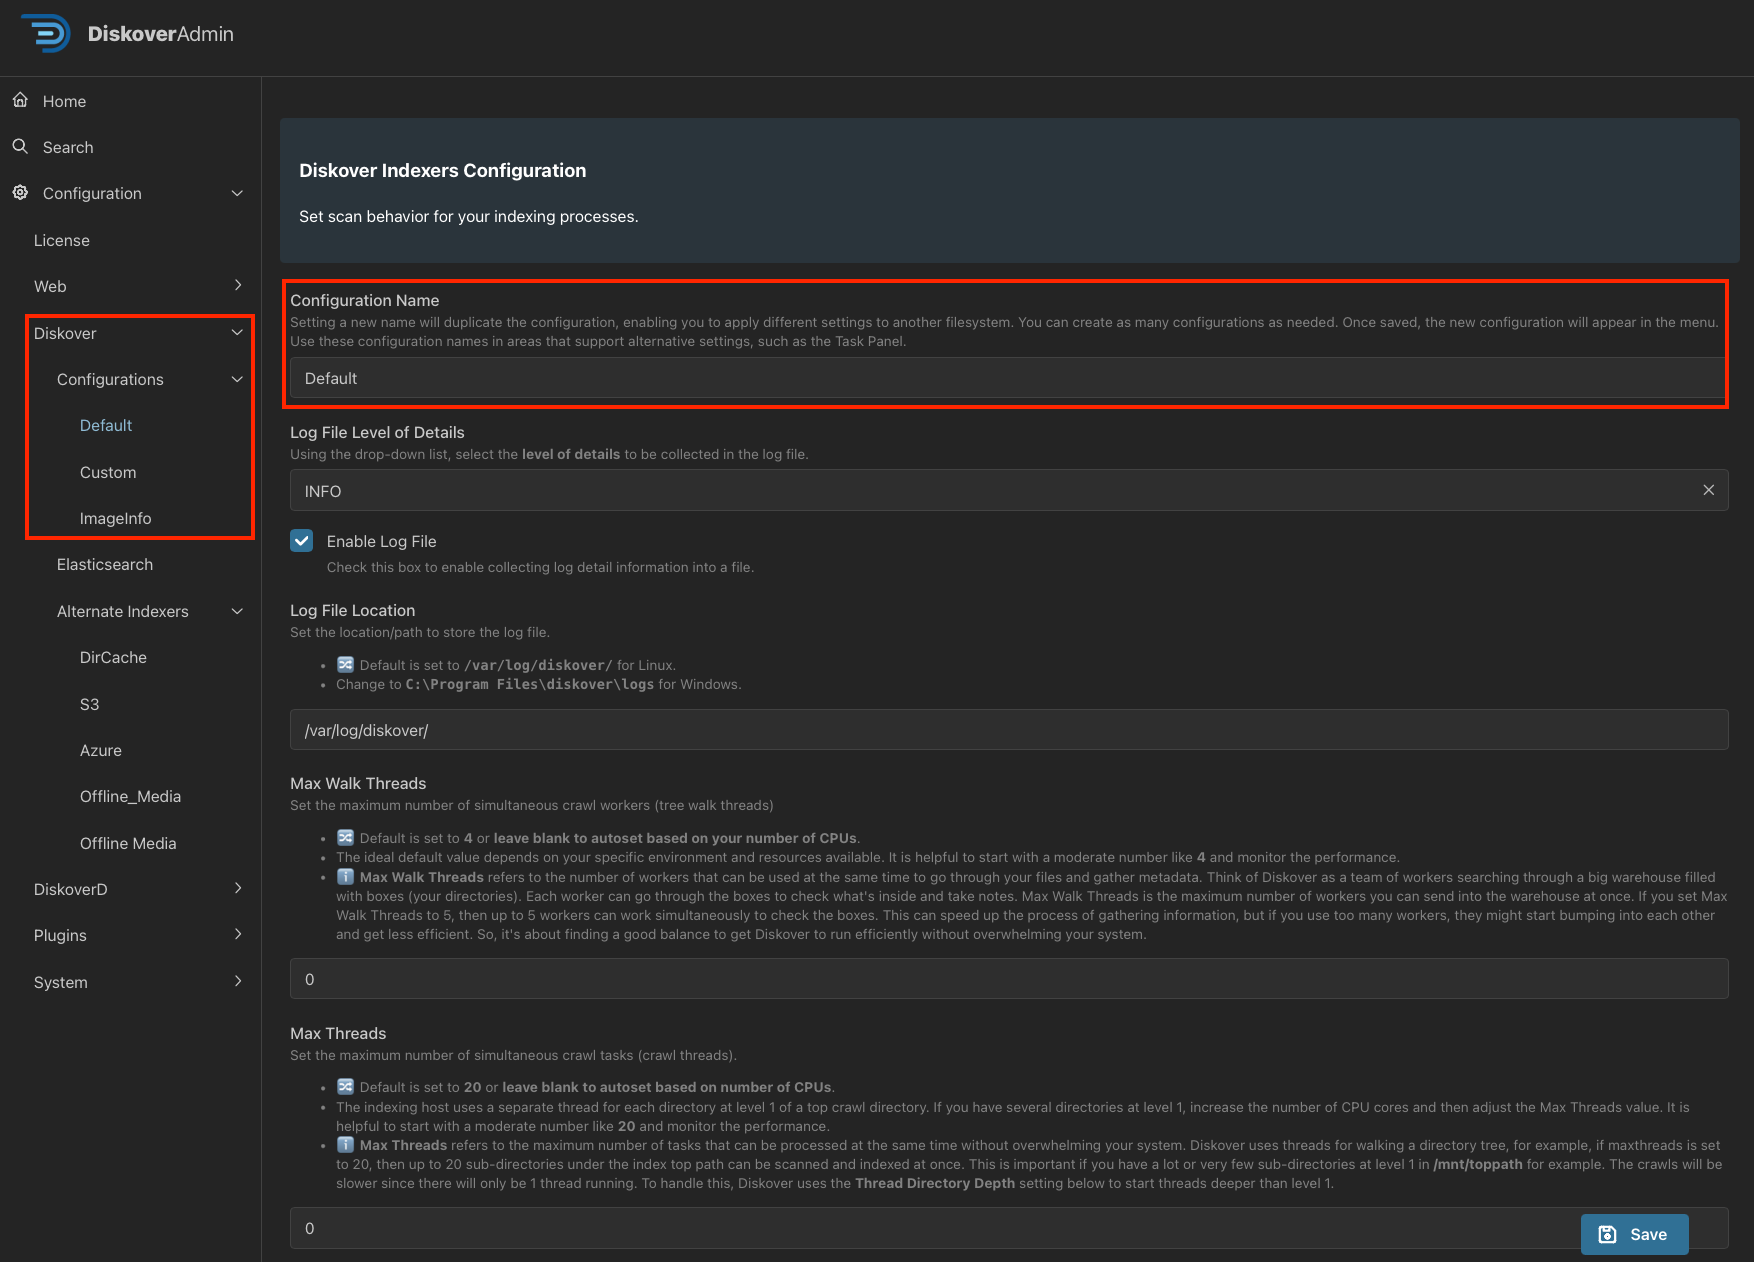 DiskoverAdmin
Home
Search
Configuration
License
Web
Diskover
Configurations
Default
Custom
ImageInfo
Elasticsearch
Alternate Indexers
DirCache
S3
Azure
Offline_Media
Offline Media
DiskoverD
Plugins
System
Diskover Indexers Configuration
Set scan behavior for your indexing processes.
Configuration Name
Setting a new name will duplicate the configuration, enabling you to apply different settings to another filesystem. You can create as many configurations as needed. Once saved, the new configuration will appear in the menu.
Use these configuration names in areas that support alternative settings, such as the Task Panel.
Default
Log File Level of Details
Using the drop-down list, select the level of details to be collected in the log file.
INFO
Enable Log File
Check this box to enable collecting log detail information into a file.
Log File Location
Set the location/path to store the log file.
• 🔀 Default is set to /var/log/diskover/ for Linux.
• Change to C:\Program Files\diskover\logs for Windows.
/var/log/diskover/
Max Walk Threads
Set the maximum number of simultaneous crawl workers (tree walk threads)
• 🔀 Default is set to 4 or leave blank to autoset based on your number of CPUs.
• The ideal default value depends on your specific environment and resources available. It is helpful to start with a moderate number like 4 and monitor the performance.
• ℹ️ Max Walk Threads refers to the number of workers that can be used at the same time to go through your files and gather metadata. Think of Diskover as a team of workers searching through a big warehouse filled
with boxes (your directories). Each worker can go through the boxes to check what's inside and take notes. Max Walk Threads is the maximum number of workers you can send into the warehouse at once. If you set Max
Walk Threads to 5, then up to 5 workers can work simultaneously to check the boxes. This can speed up the process of gathering information, but if you use too many workers, they might start bumping into each other
and get less efficient. So, it's about finding a good balance to get Diskover to run efficiently without overwhelming your system.
0
Max Threads
Set the maximum number of simultaneous crawl tasks (crawl threads).
• 🔀 Default is set to 20 or leave blank to autoset based on number of CPUs.
• The indexing host uses a separate thread for each directory at level 1 of a top crawl directory. If you have several directories at level 1, increase the number of CPU cores and then adjust the Max Threads value. It is
helpful to start with a moderate number like 20 and monitor the performance.
• ℹ️ Max Threads refers to the maximum number of tasks that can be processed at the same time without overwhelming your system. Diskover uses threads for walking a directory tree, for example, if maxthreads is set
to 20, then up to 20 sub-directories under the index top path can be scanned and indexed at once. This is important if you have a lot or very few sub-directories at level 1 in /mnt/toppath for example. The crawls will be
slower since there will only be 1 thread running. To handle this, Diskover uses the Thread Directory Depth setting below to start threads deeper than level 1.
0
Save